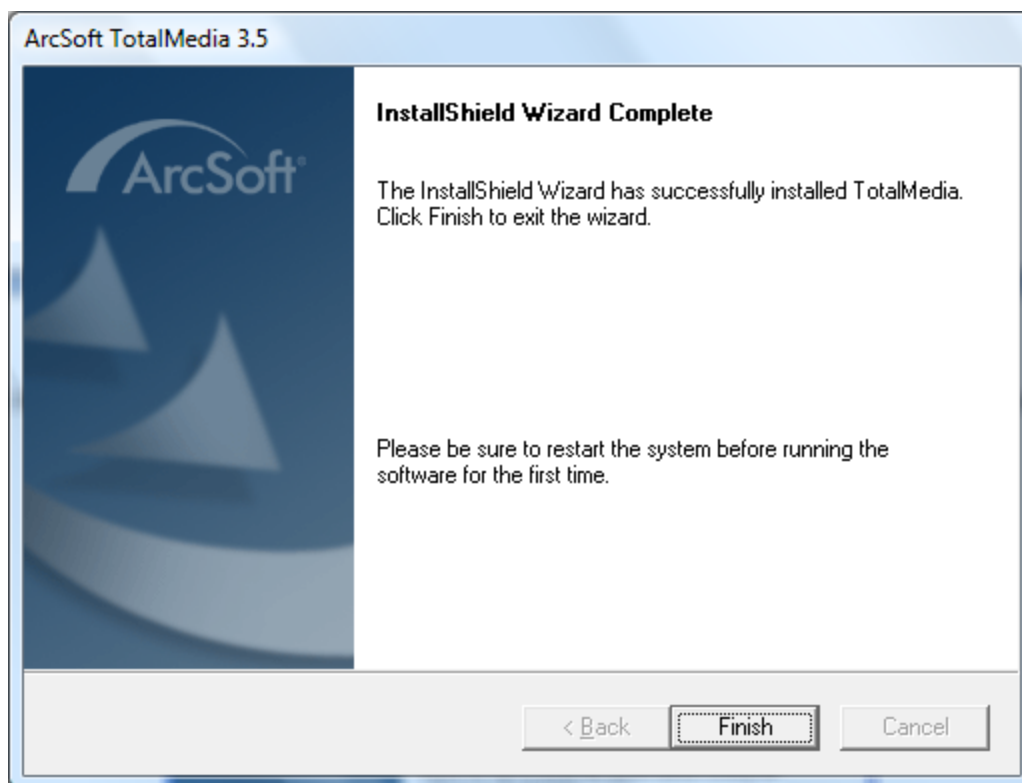 ArcSoft TotalMedia 3.5
ArcSoft®
InstallShield Wizard Complete
The InstallShield Wizard has successfully installed TotalMedia.
Click Finish to exit the wizard.
Please be sure to restart the system before running the
software for the first time.
< Back
Finish
Cancel